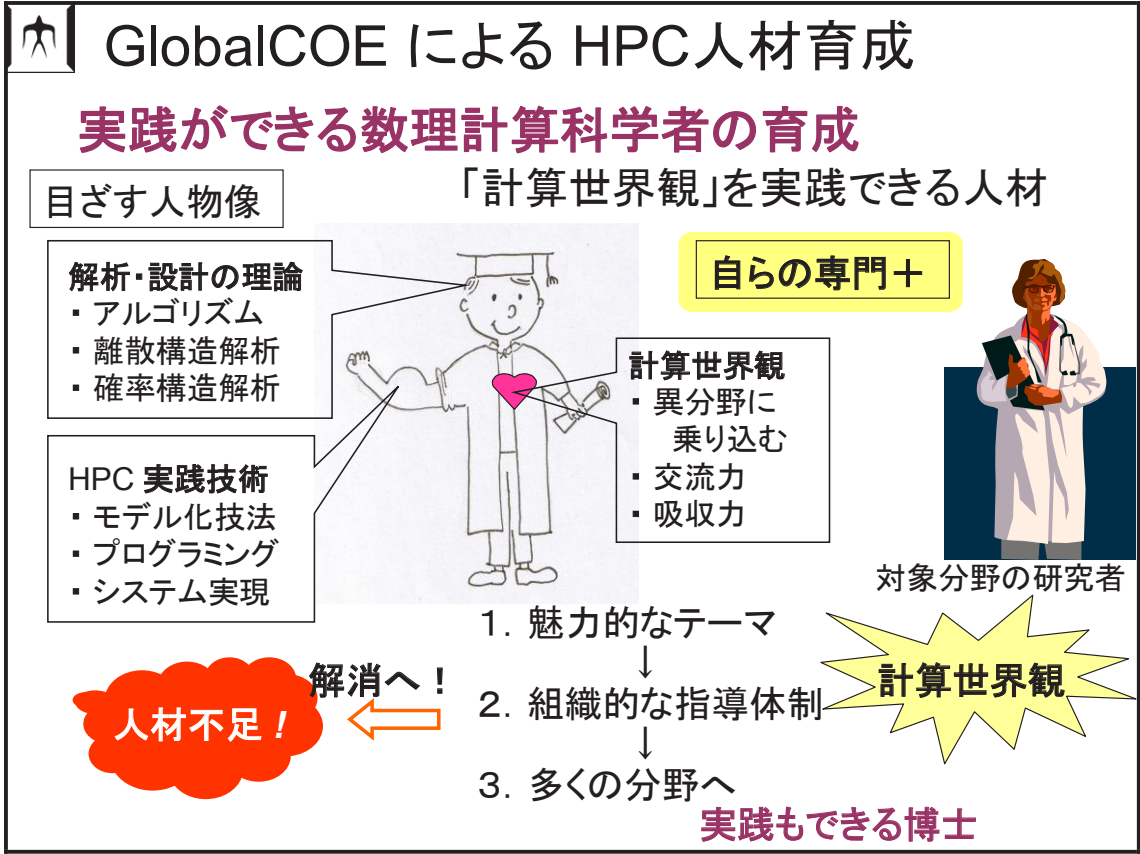 GlobalCOE による HPC人材育成
実践ができる数理計算科学者の育成
目ざす人物像
「計算世界観」を実践できる人材
解析・設計の理論
・アルゴリズム
・離散構造解析
・確率構造解析
自らの専門＋
計算世界観
・異分野に
乗り込む
・交流力
・吸収力
HPC 実践技術
・モデル化技法
・プログラミング
・システム実現
対象分野の研究者
1．魅力的なテーマ
↓
2．組織的な指導体制
↓
3．多くの分野へ
解消へ！
人材不足！
計算世界観
実践もできる博士